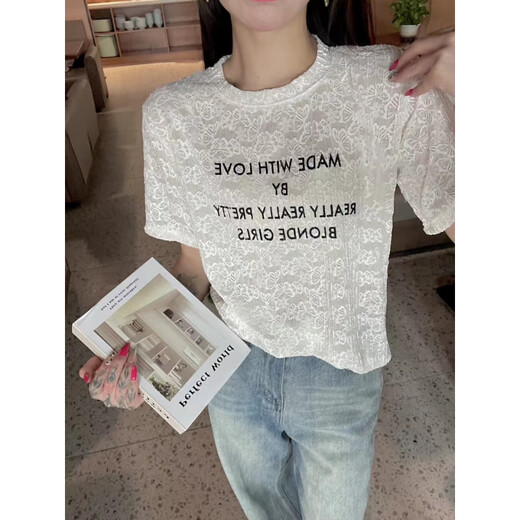 MADE WITH LOVE
BY
REALLY REALLY PRETTY
BLONDE GIRLS
Perfect World